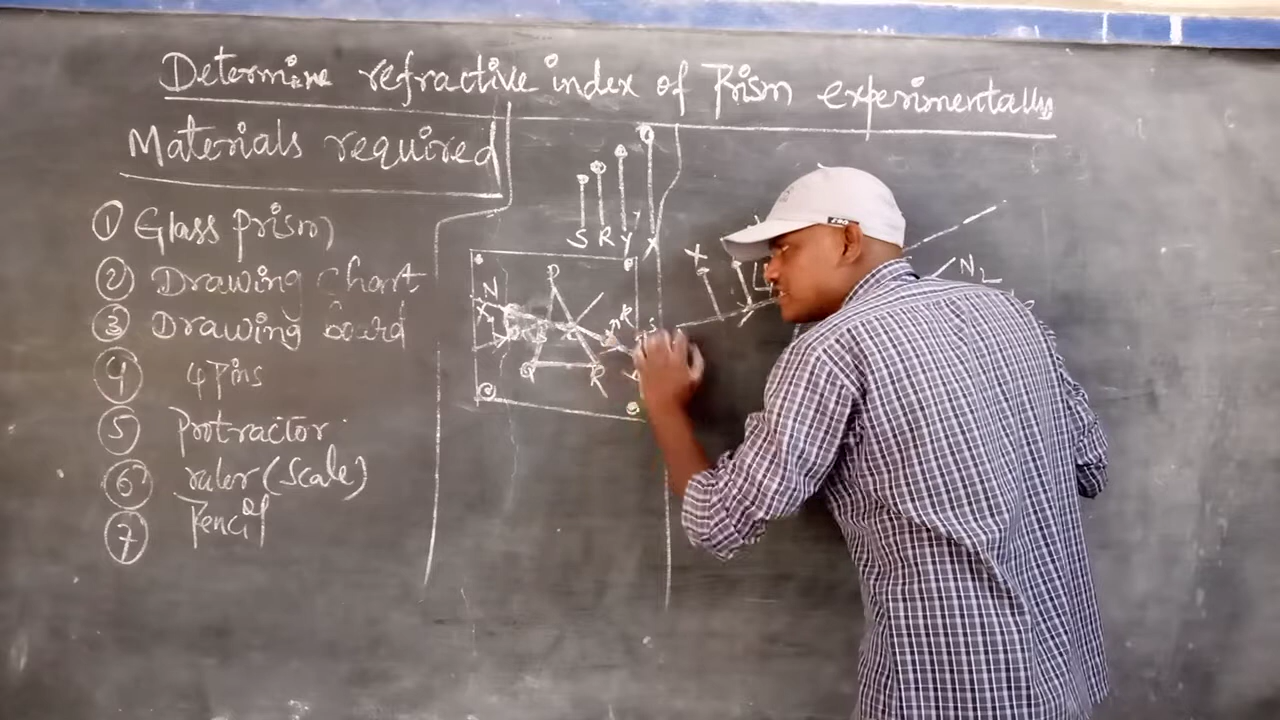 Determine refractive index of Prism experimentally
Materials required
① Glass prism
② Drawing Chart
③ Drawing board
④ 4 Pins
⑤ Protractor
⑥ ruler (Scale)
⑦ Pencil
S R Y X
P
N
R
Q R
X
N2